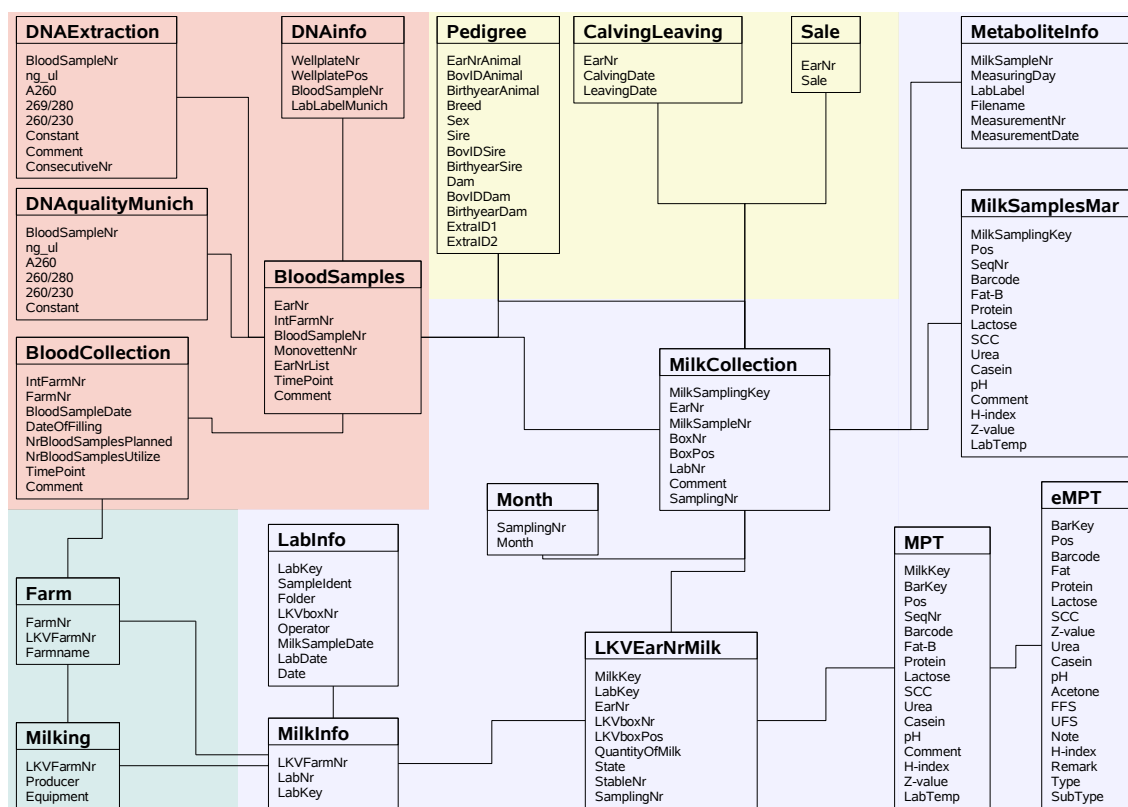 DNAExtraction
BloodSampleNr
ng_ul
A260
269/280
260/230
Constant
Comment
ConsecutiveNr
DNAinfo
WellplateNr
WellplatePos
BloodSampleNr
LabLabelMunich
Pedigree
EarNrAnimal
BovIDAnimal
BirthyearAnimal
Breed
Sex
Sire
BovIDSire
BirthyearSire
Dam
BovIDDam
BirthyearDam
ExtraID1
ExtraID2
CalvingLeaving
EarNr
CalvingDate
LeavingDate
Sale
EarNr
Sale
MetaboliteInfo
MilkSampleNr
MeasuringDay
LabLabel
Filename
MeasurementNr
MeasurementDate
DNAqualityMunich
BloodSampleNr
ng_ul
A260
260/280
260/230
Constant
BloodSamples
EarNr
IntFarmNr
BloodSampleNr
MonovettenNr
EarNrList
TimePoint
Comment
MilkSamplesMar
MilkSamplingKey
Pos
SeqNr
Barcode
Fat-B
Protein
Lactose
SCC
Urea
Casein
pH
Comment
H-index
Z-value
LabTemp
BloodCollection
IntFarmNr
FarmNr
BloodSampleDate
DateOfFilling
NrBloodSamplesPlanned
NrBloodSamplesUtilize
TimePoint
Comment
MilkCollection
MilkSamplingKey
EarNr
MilkSampleNr
BoxNr
BoxPos
LabNr
Comment
SamplingNr
Month
SamplingNr
Month
LabInfo
LabKey
SampleIdent
Folder
LKVboxNr
Operator
MilkSampleDate
LabDate
Date
MPT
MilkKey
BarKey
Pos
SeqNr
Barcode
Fat-B
Protein
Lactose
SCC
Urea
Casein
pH
Comment
H-index
Z-value
LabTemp
eMPT
BarKey
Pos
Barcode
Fat
Protein
Lactose
SCC
Z-value
Urea
Casein
pH
Acetone
FFS
UFS
Note
H-index
Remark
Type
SubType
Farm
FarmNr
LKVFarmNr
Farmname
LKVEarNrMilk
MilkKey
LabKey
EarNr
LKVboxNr
LKVboxPos
QuantityOfMilk
State
StableNr
SamplingNr
Milking
LKVFarmNr
Producer
Equipment
MilkInfo
LKVFarmNr
LabNr
LabKey